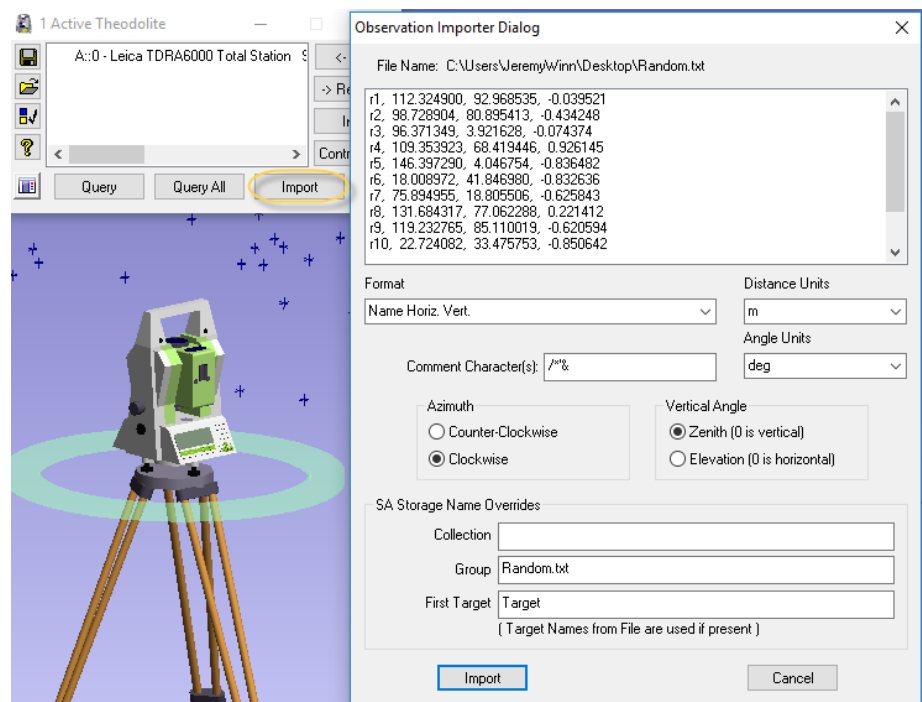 1 Active Theodolite
A::0 - Leica TDRA6000 Total Station
Query
Query All
Import
Observation Importer Dialog
File Name: C:\Users\JeremyWinn\Desktop\Random.txt
r1, 112.324900, 92.968535, -0.039521
r2, 98.728904, 80.895413, -0.434248
r3, 96.371349, 3.921628, -0.074374
r4, 109.353923, 68.419446, 0.926145
r5, 146.397290, 4.046754, -0.836482
r6, 18.008972, 41.846980, -0.832636
r7, 75.894955, 18.805506, -0.625843
r8, 131.684317, 77.062288, 0.221412
r9, 119.232765, 85.110019, -0.620594
r10, 22.724082, 33.475753, -0.850642
Format
Distance Units
Name Horiz. Vert.
m
Angle Units
Comment Character(s): /*'&
deg
Azimuth
Counter-Clockwise
Clockwise
Vertical Angle
Zenith (0 is vertical)
Elevation (0 is horizontal)
SA Storage Name Overrides
Collection
Group Random.txt
First Target Target
( Target Names from File are used if present )
Import
Cancel